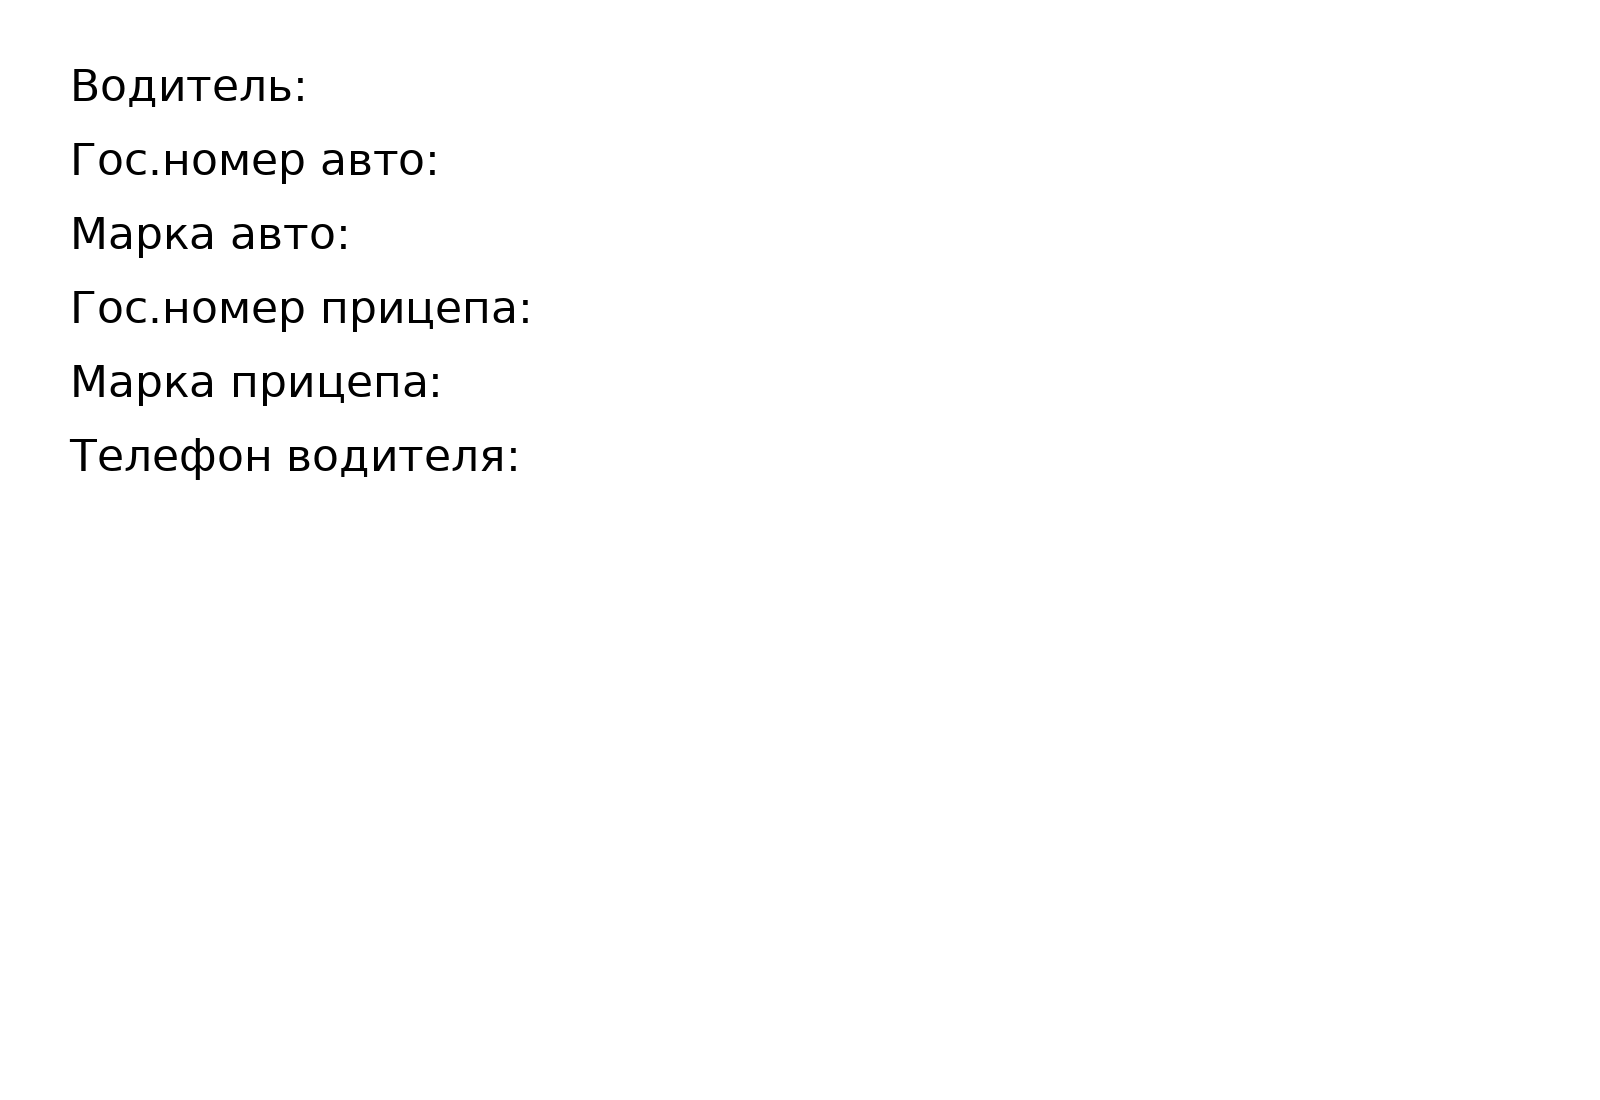 Водитель:
Гос.номер авто:
Марка авто:
Гос.номер прицепа:
Марка прицепа:
Телефон водителя: